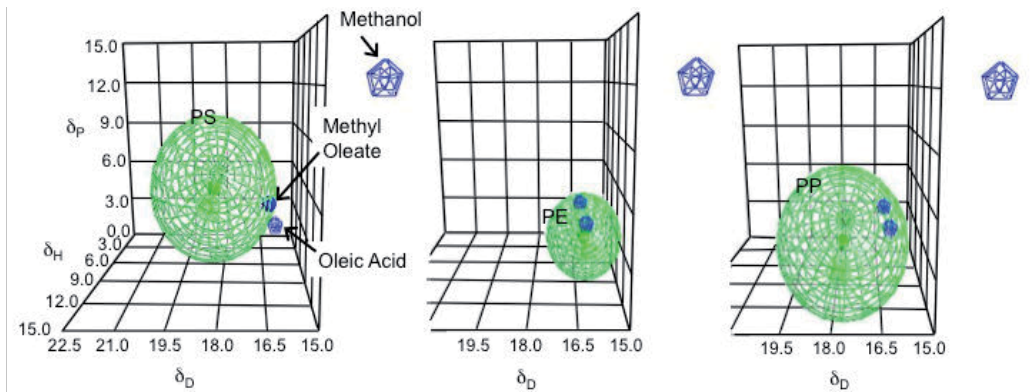 Methanol
15.0
12.0
δP
9.0
PS
Methyl
Oleate
6.0
3.0
0.0
δH
3.0
6.0
9.0
12.0
15.0
Oleic Acid
22.5 21.0 19.5 18.0 16.5 15.0
δD
PE
19.5 18.0 16.5 15.0
δD
PP
19.5 18.0 16.5 15.0
δD